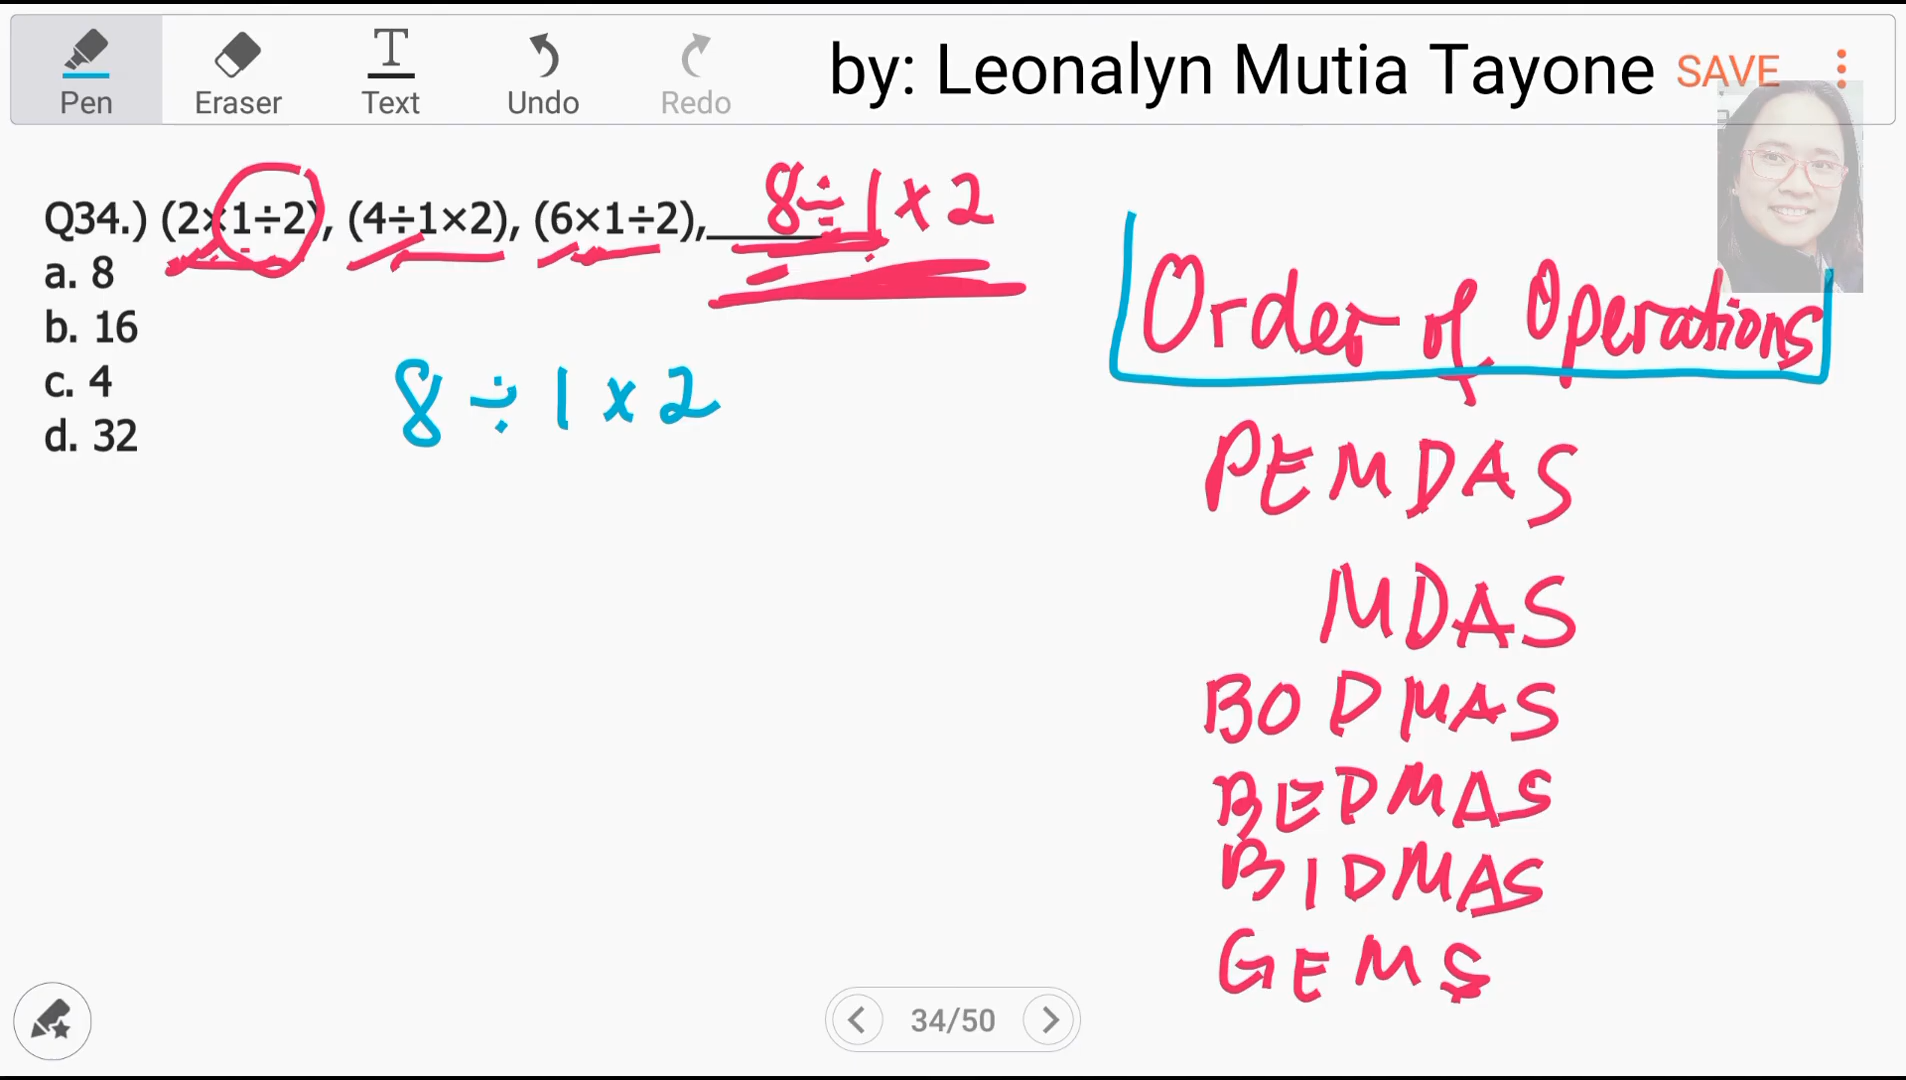 Pen Eraser Text Undo Redo by: Leonalyn Mutia Tayone SAVE
Q34.) (2×1÷2), (4÷1×2), (6×1÷2),______ 8÷1×2
a. 8
b. 16
c. 4
d. 32
8÷1×2
Order of Operations
PEMDAS
MDAS
BODMAS
BEDMAS
BIDMAS
GEMS
34/50